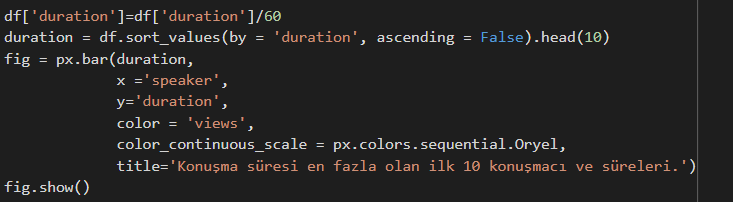 df['duration']=df['duration']/60
duration = df.sort_values(by = 'duration', ascending = False).head(10)
fig = px.bar(duration,
x ='speaker',
y='duration',
color = 'views',
color_continuous_scale = px.colors.sequential.Oryel,
title='Konuşma süresi en fazla olan ilk 10 konuşmacı ve süreleri.')
fig.show()